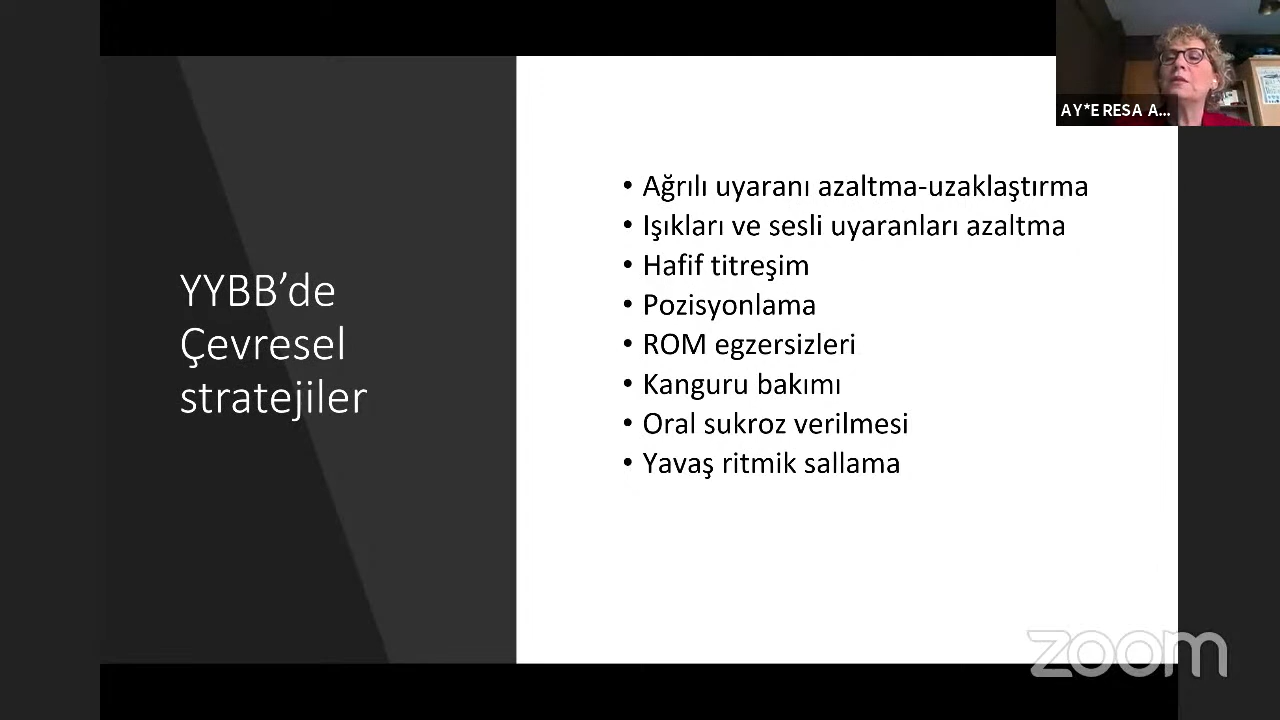 AY*E RESA A...
YYBB’de
Çevresel
stratejiler
• Ağrılı uyaranı azaltma-uzaklaştırma
• Işıkları ve sesli uyaranları azaltma
• Hafif titreşim
• Pozisyonlama
• ROM egzersizleri
• Kanguru bakımı
• Oral sukroz verilmesi
• Yavaş ritmik sallama
zoom